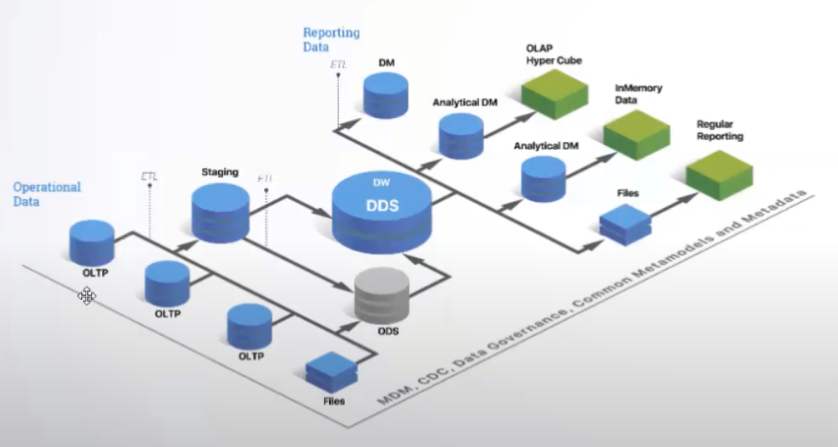 Reporting
Data
ETL
DM
OLAP
Hyper Cube
Analytical DM
InMemory
Data
Analytical DM
Regular
Reporting
Files
Operational
Data
ETL
Staging
ETL
DW
DDS
OLTP
OLTP
OLTP
ODS
Files
MDM, CDC, Data Governance, Common Metamodels and Metadata